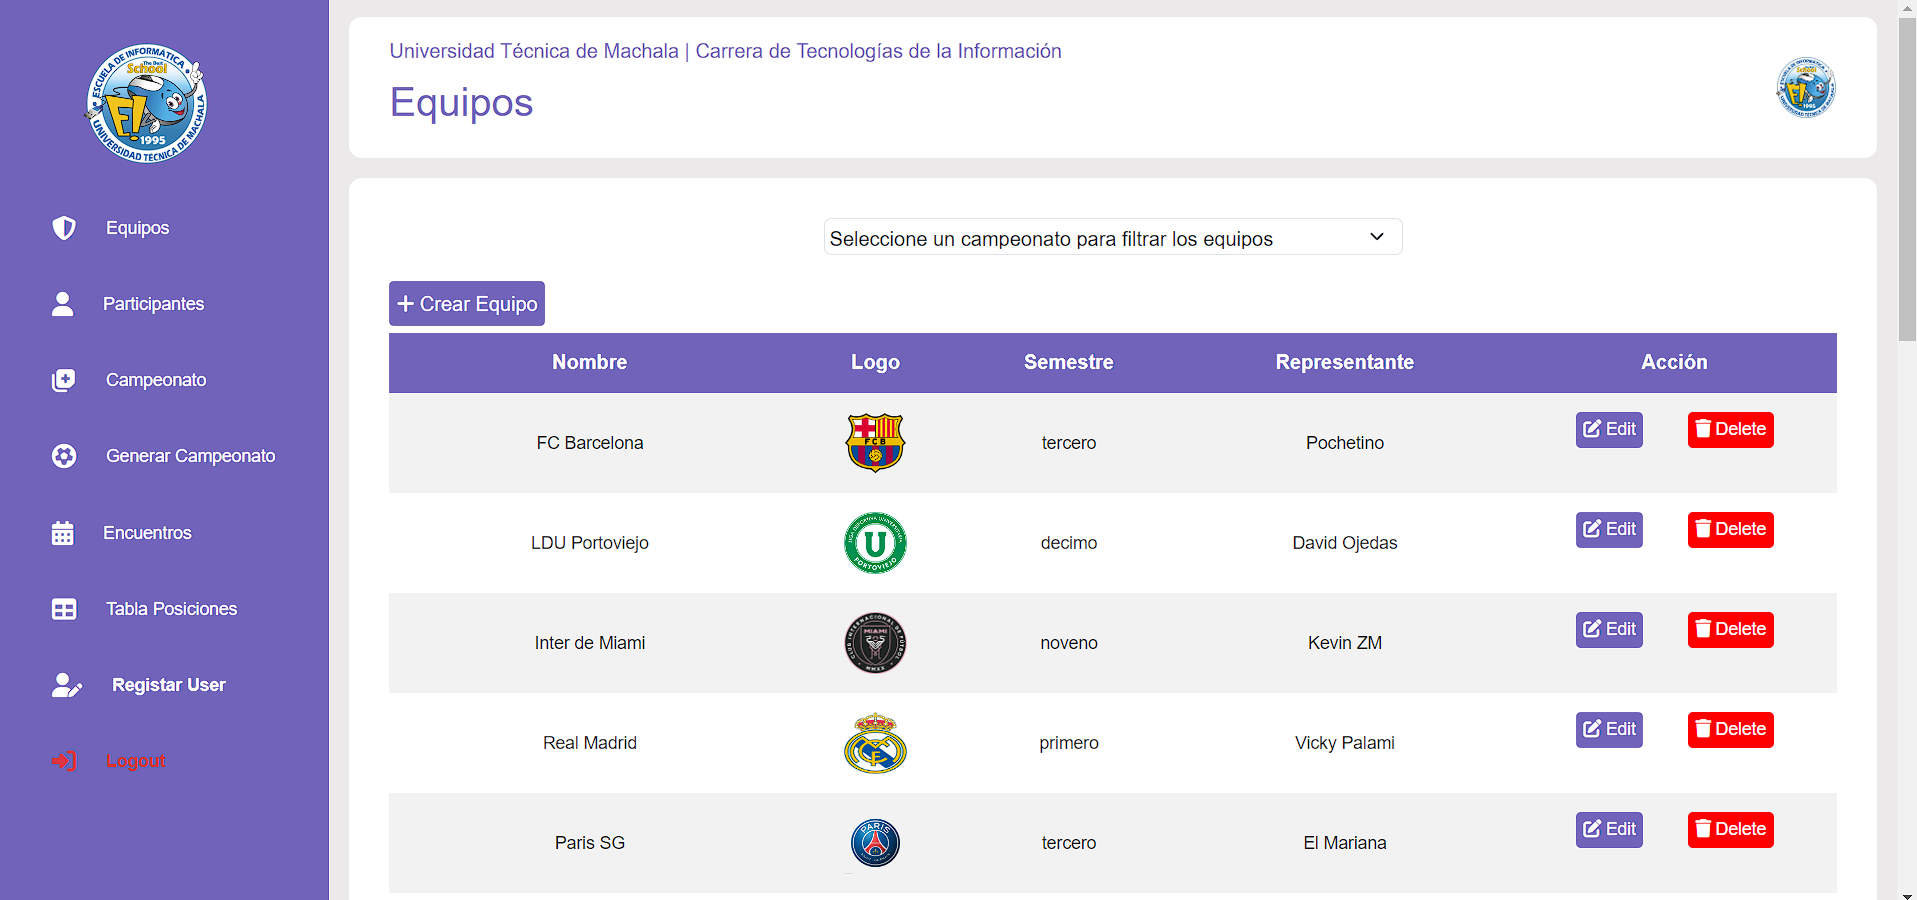 ESCUELA DE INFORMÁTICA
The Best
School
1995
UNIVERSIDAD TÉCNICA DE MACHALA
Equipos
Participantes
Campeonato
Generar Campeonato
Encuentros
Tabla Posiciones
Registar User
Logout
Universidad Técnica de Machala | Carrera de Tecnologías de la Información
Equipos
Seleccione un campeonato para filtrar los equipos
Crear Equipo
Nombre Logo Semestre Representante Acción
FC Barcelona FCB tercero Pochetino Edit Delete
LDU Portoviejo U PORTOVIEJO decimo David Ojedas Edit Delete
Inter de Miami MIAMI noveno Kevin ZM Edit Delete
Real Madrid primero Vicky Palami Edit Delete
Paris SG PARIS tercero El Mariana Edit Delete